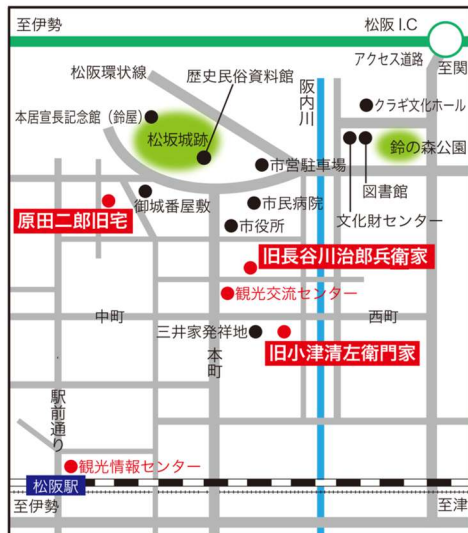 至伊勢
松阪 I.C
アクセス道路
至関
松阪環状線
歴史民俗資料館
阪内川
クラギ文化ホール
本居宣長記念館（鈴屋）
松坂城跡
鈴の森公園
市営駐車場
図書館
御城番屋敷
市民病院
文化財センター
原田二郎旧宅
市役所
旧長谷川治郎兵衛家
観光交流センター
中町
西町
三井家発祥地
本町
旧小津清左衛門家
駅前通り
観光情報センター
松阪駅
至伊勢
至津